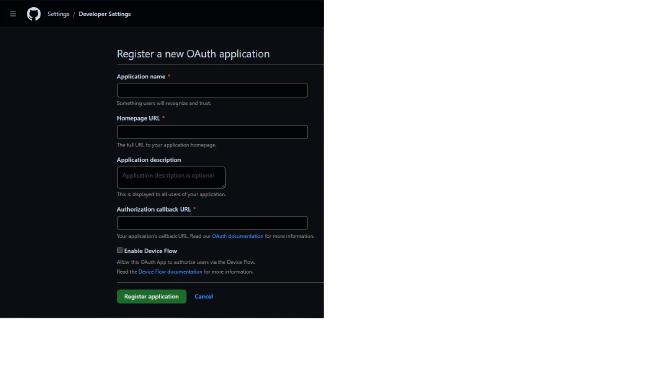 Settings / Developer Settings
Register a new OAuth application
Application name *
Something users will recognize and trust.
Homepage URL *
The full URL to your application homepage.
Application description
Application description is optional
This is displayed to all users of your application.
Authorization callback URL *
Your application's callback URL. Read our OAuth documentation for more information.
Enable Device Flow
Allow this OAuth App to authorize users via the Device Flow.
Read the Device Flow documentation for more information.
Register application Cancel